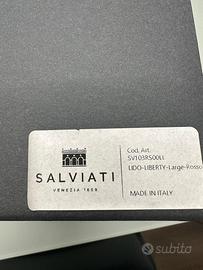 SALVIATI
VENEZIA 1859
Cod. Art.
SV103RS00LI
LIDO-LIBERTY-Large-Rosso
MADE IN ITALY
subito